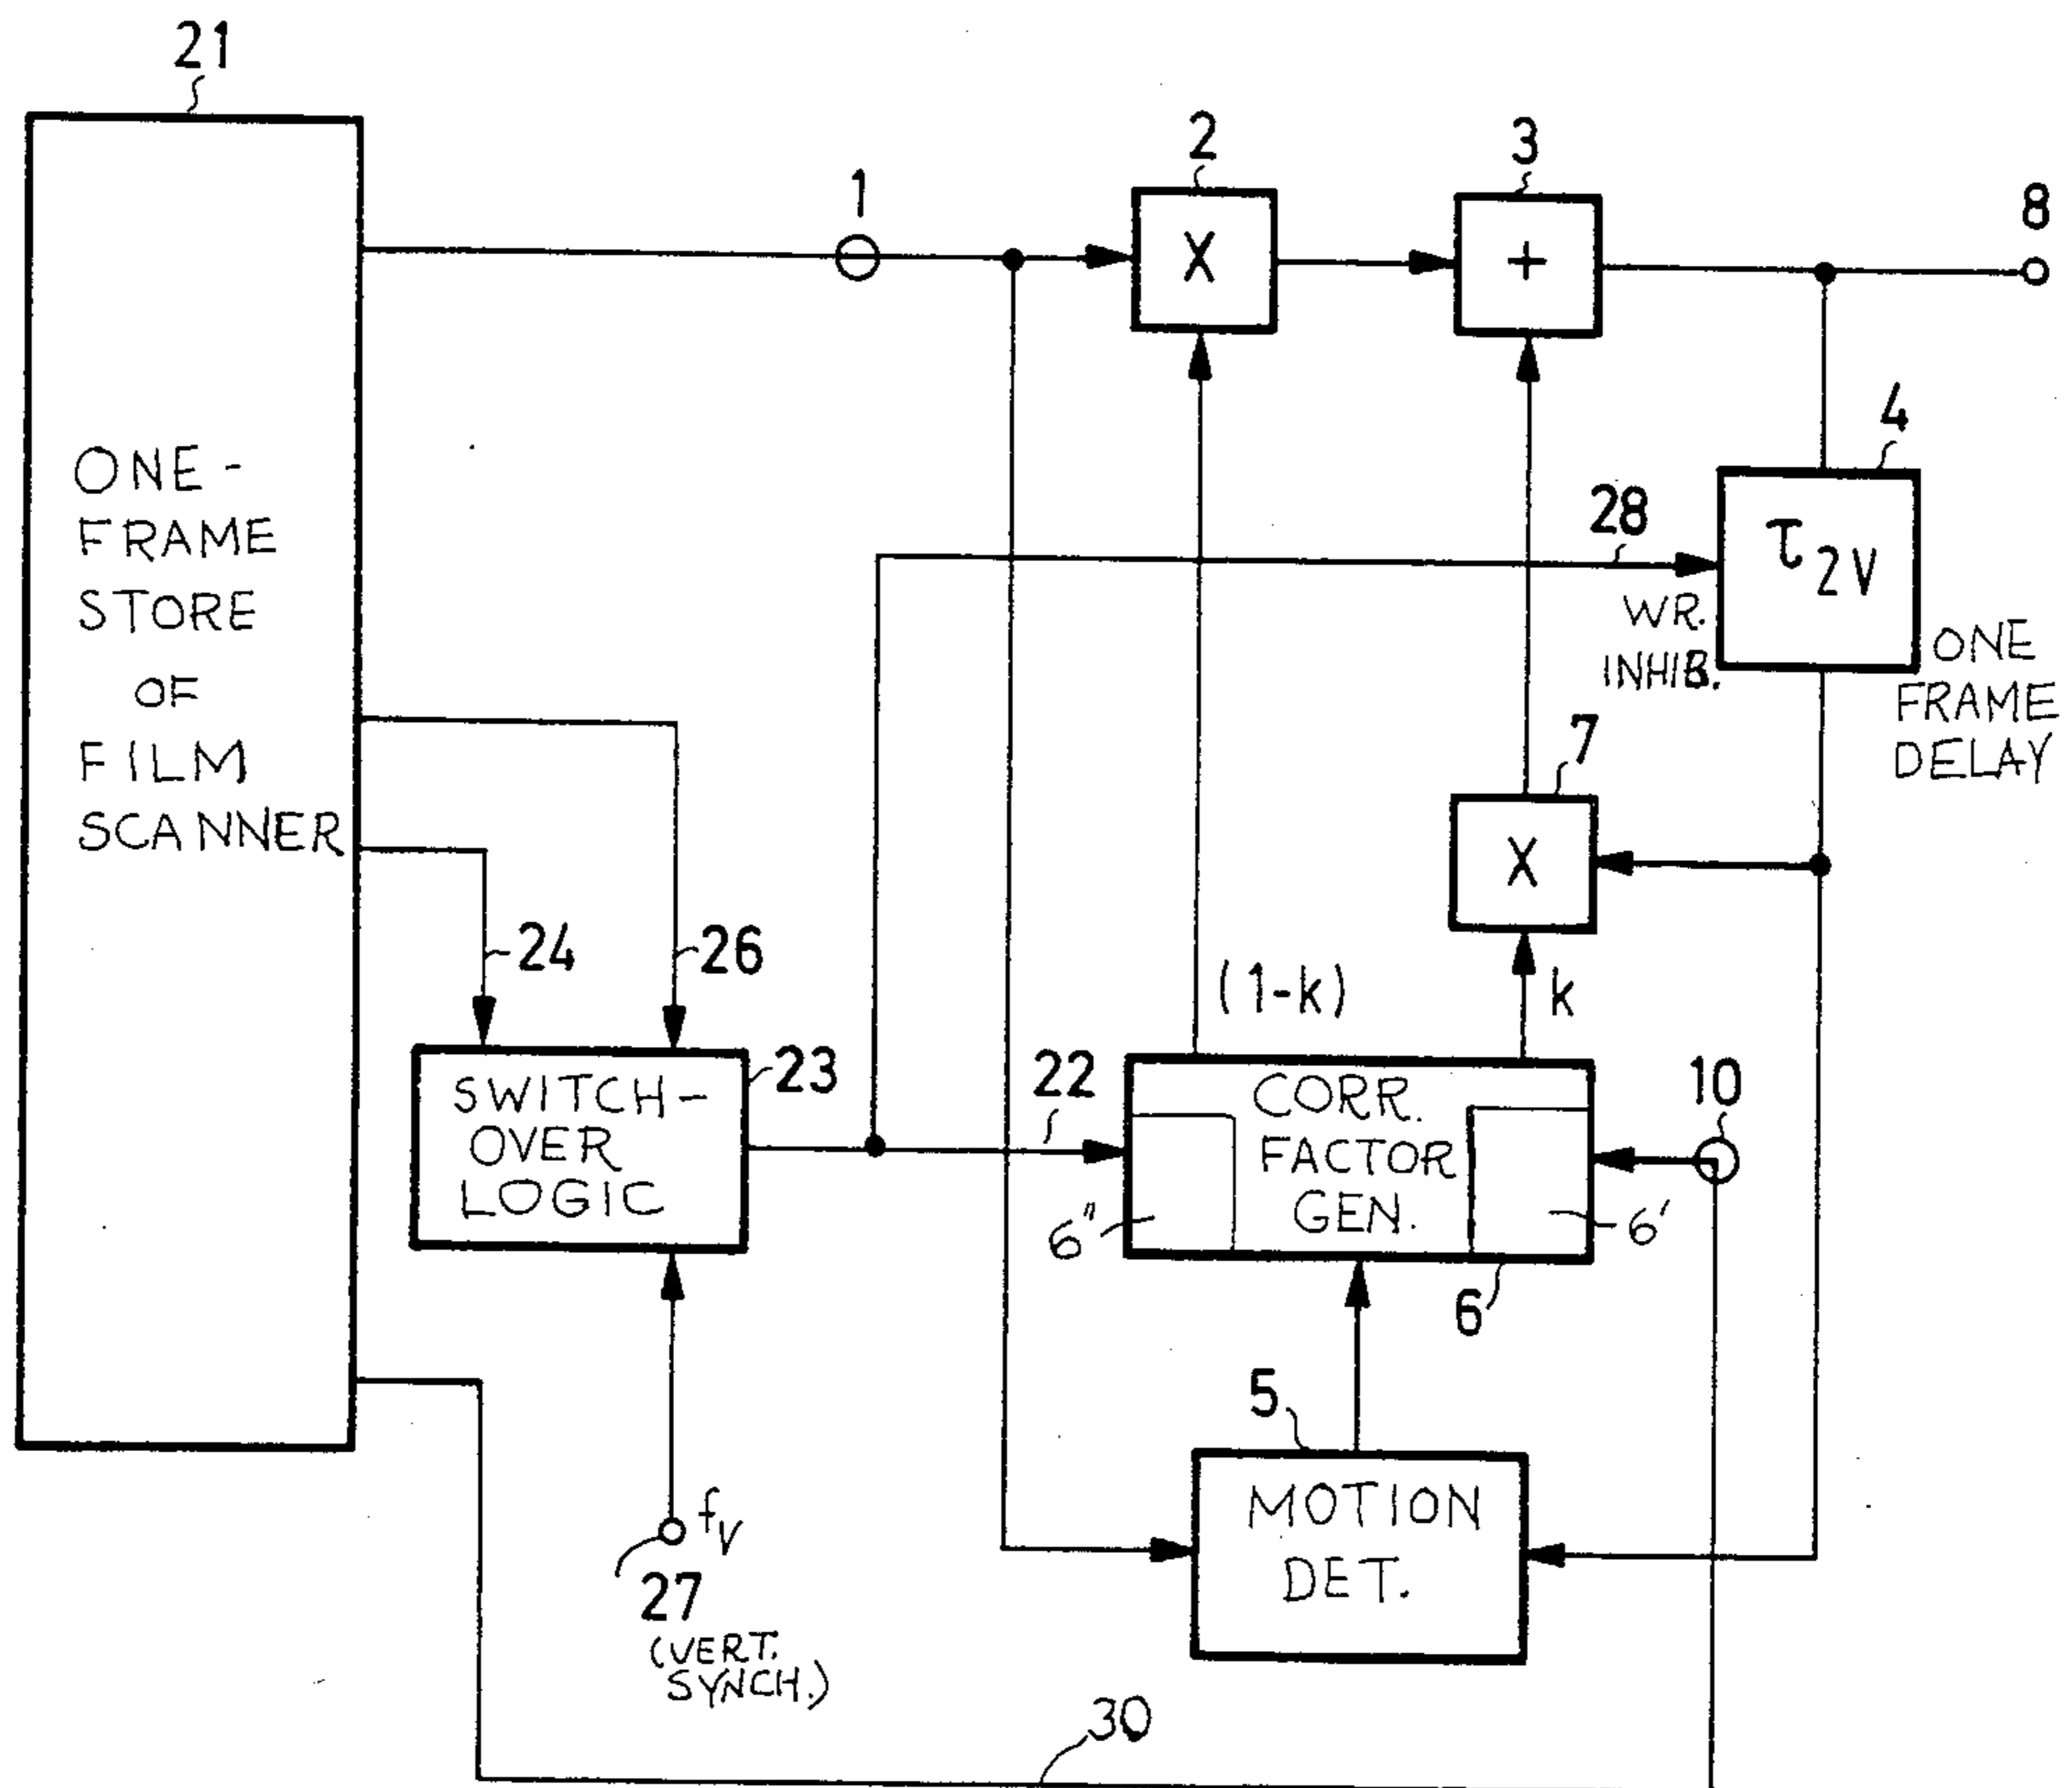 21
2
3
1
8
X
+
4
28
τ2V
ONE-
FRAME
STORE
OF
FILM
SCANNER
WR.
INHIB.
ONE
FRAME
DELAY
7
X
24
26
(1-k)
k
23
22
10
SWITCH-
OVER
LOGIC
CORR.
FACTOR
GEN.
6"
6'
6
5
MOTION
DET.
fV
27
(VERT.
SYNCH.)
30